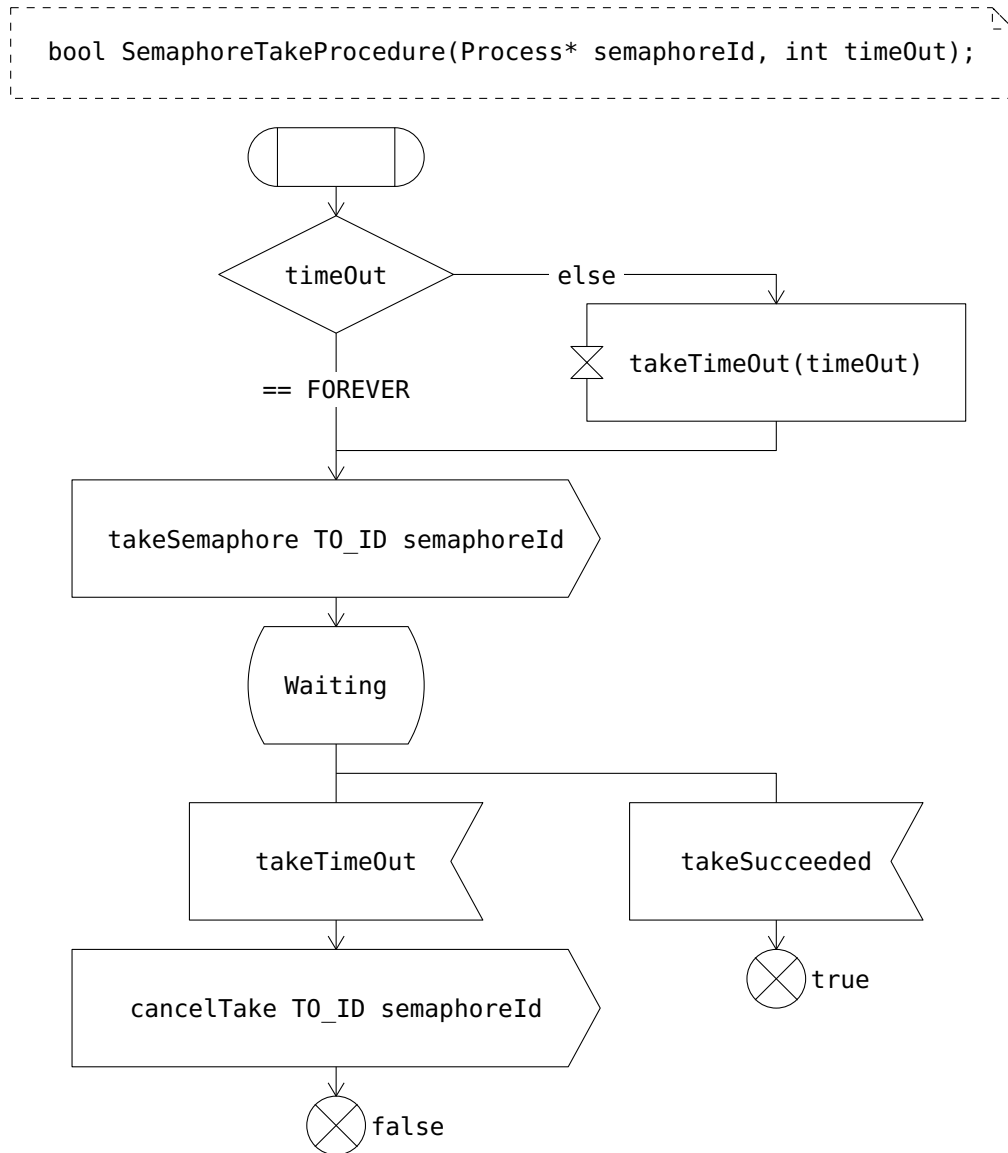 bool SemaphoreTakeProcedure(Process* semaphoreId, int timeOut);
timeOut
else
takeTimeOut(timeOut)
== FOREVER
takeSemaphore TO_ID semaphoreId
Waiting
takeTimeOut
takeSucceeded
true
cancelTake TO_ID semaphoreId
false